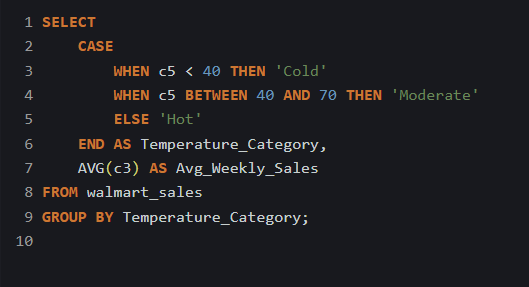 1 SELECT
2     CASE
3         WHEN c5 < 40 THEN 'Cold'
4         WHEN c5 BETWEEN 40 AND 70 THEN 'Moderate'
5         ELSE 'Hot'
6     END AS Temperature_Category,
7     AVG(c3) AS Avg_Weekly_Sales
8 FROM walmart_sales
9 GROUP BY Temperature_Category;
10